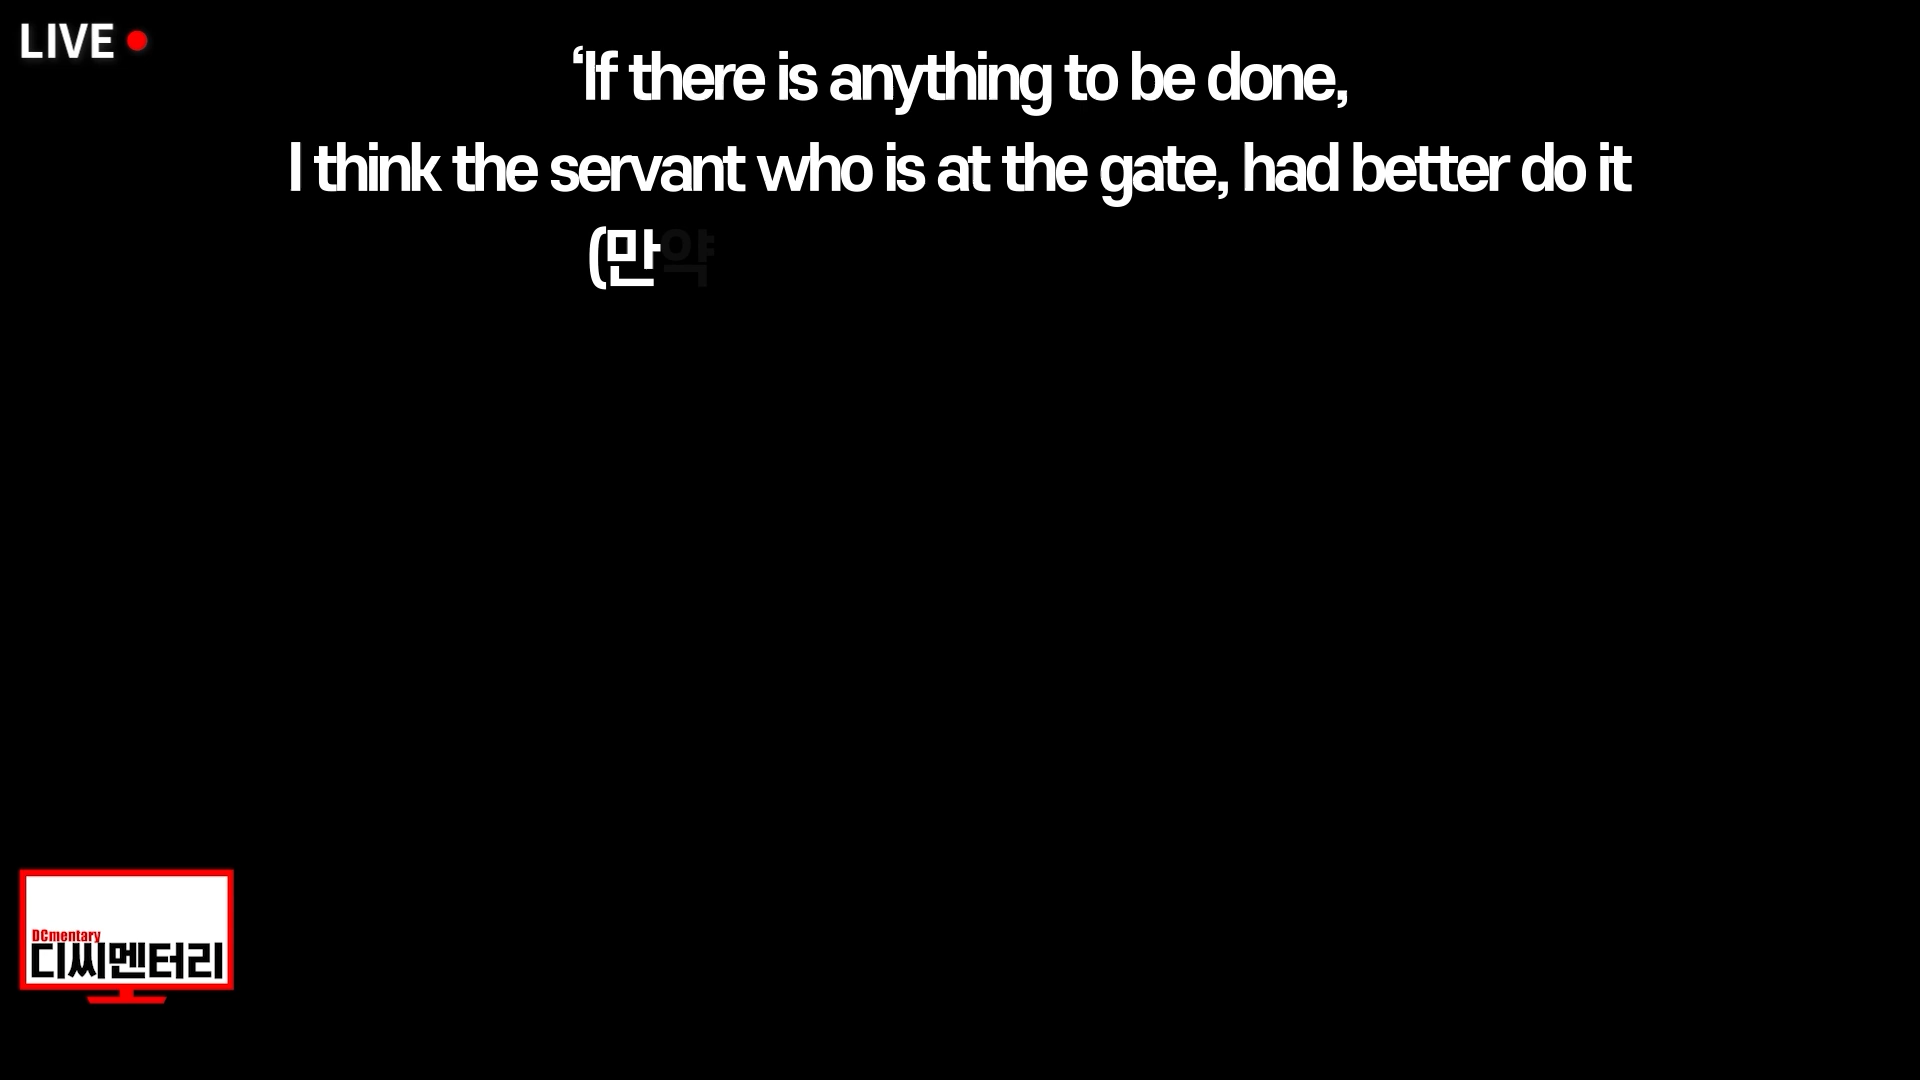 LIVE
‘If there is anything to be done,
I think the servant who is at the gate, had better do it
(만약
DCmentary
디씨멘터리